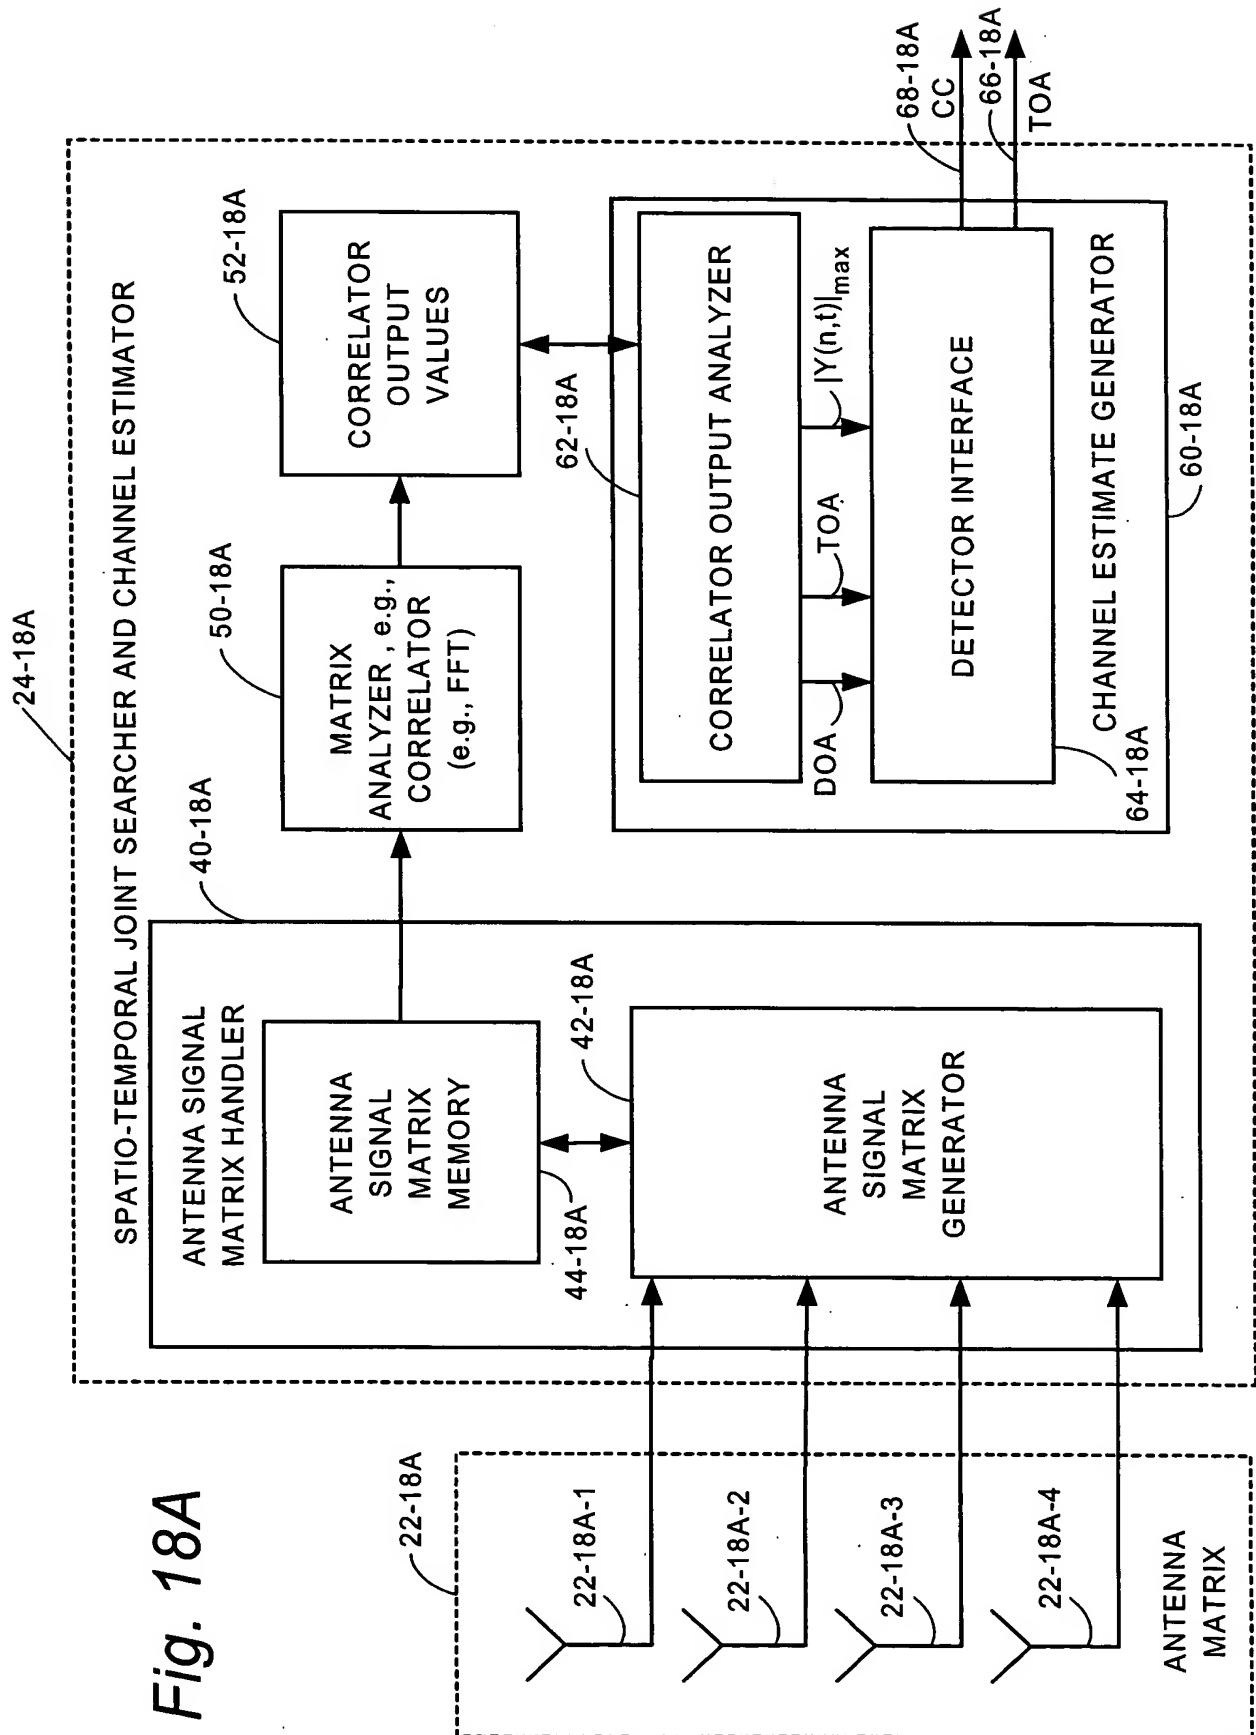 Fig. 18A
24-18A
SPATIO-TEMPORAL JOINT SEARCHER AND CHANNEL ESTIMATOR
22-18A
22-18A-1
22-18A-2
22-18A-3
22-18A-4
ANTENNA
MATRIX
40-18A
ANTENNA SIGNAL
MATRIX HANDLER
ANTENNA
SIGNAL
MATRIX
MEMORY
44-18A
42-18A
ANTENNA
SIGNAL
MATRIX
GENERATOR
50-18A
MATRIX
ANALYZER, e.g.,
CORRELATOR
(e.g., FFT)
52-18A
CORRELATOR
OUTPUT
VALUES
62-18A
CORRELATOR OUTPUT ANALYZER
DOA
TOA
|Y(n,t)|max
DETECTOR INTERFACE
64-18A
CHANNEL ESTIMATE GENERATOR
60-18A
68-18A
CC
66-18A
TOA